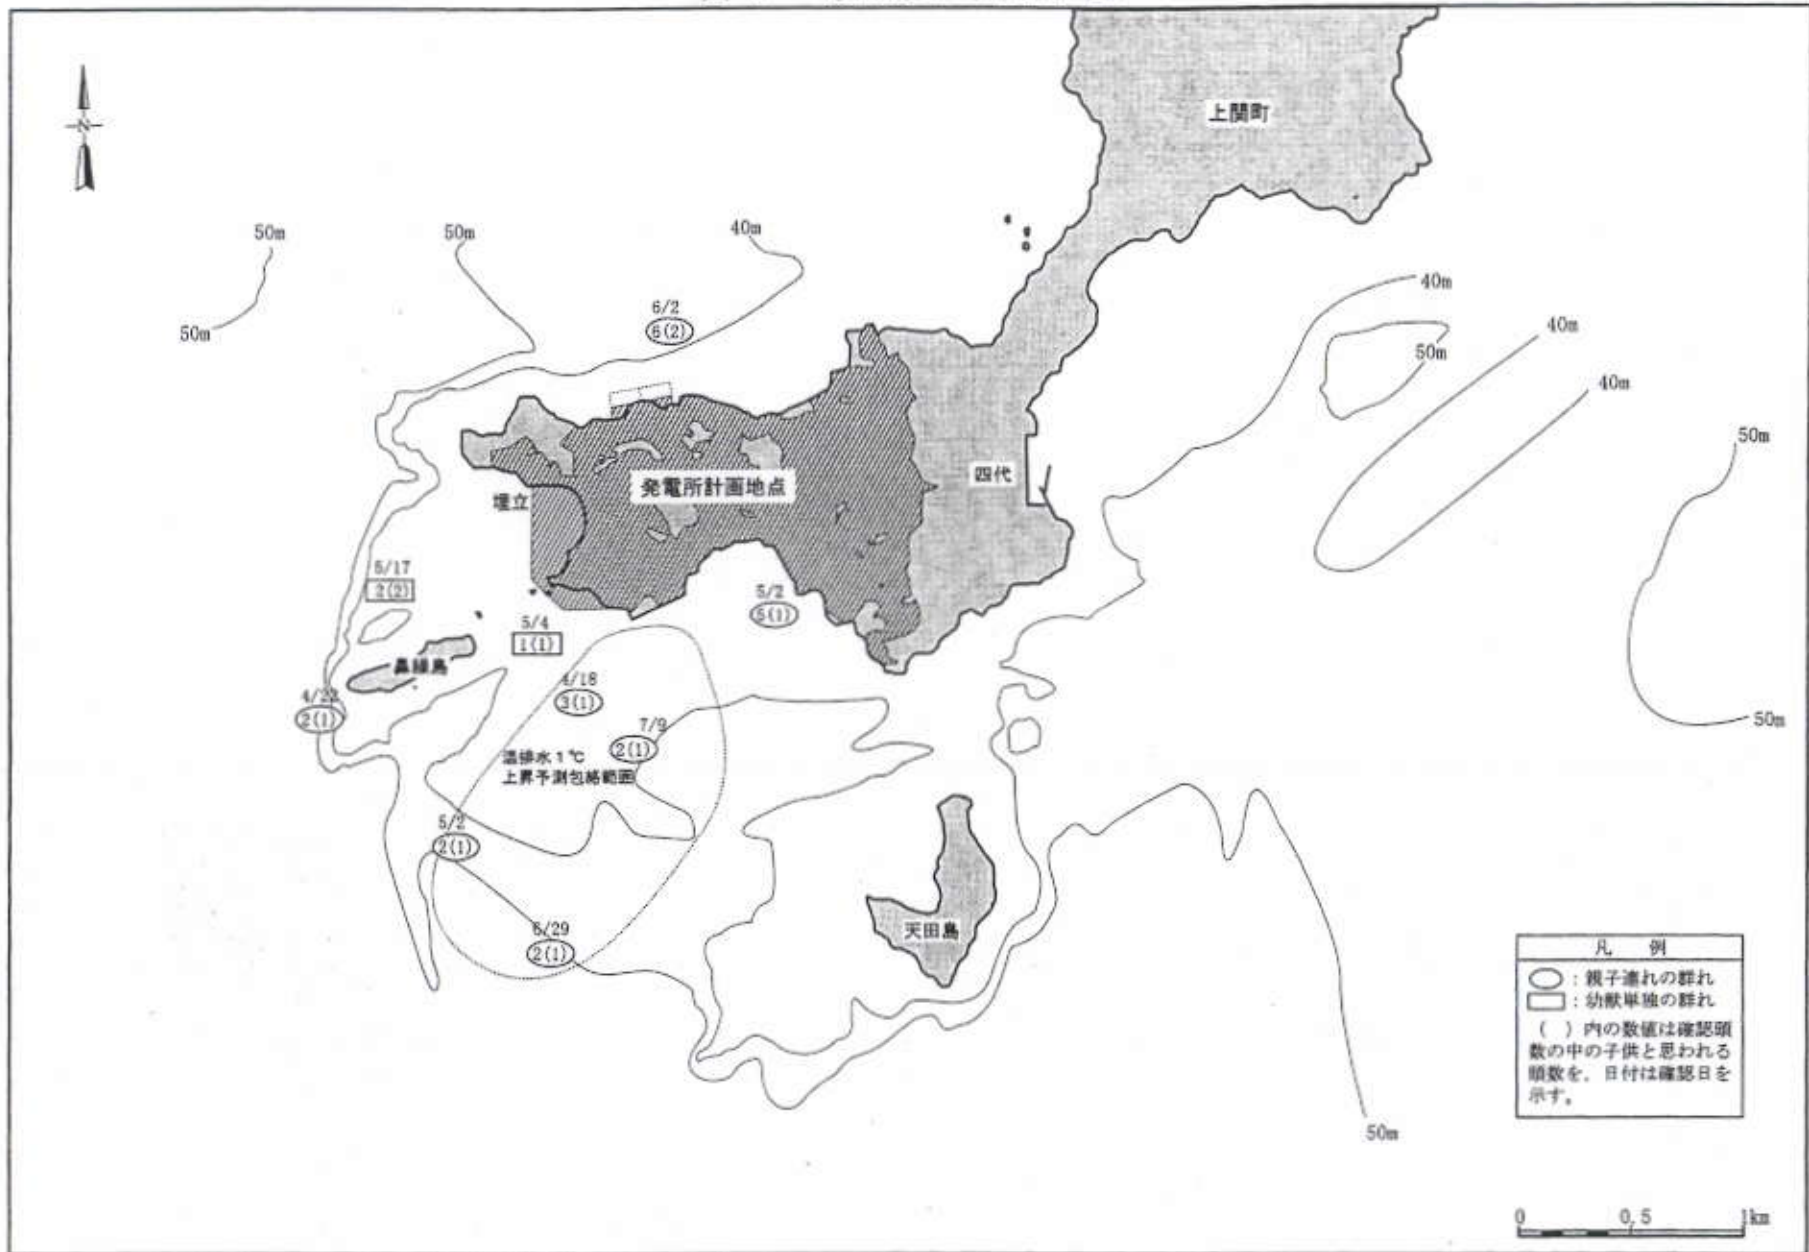 上関町
N
50m
50m
40m
50m
6/2
6(2)
40m
40m
50m
40m
50m
発電所計画地点
四代
埋立
5/17
2(2)
5/2
5(1)
5/4
1(1)
鼻繰島
4/18
3(1)
2(1)
7/9
2(1)
50m
温排水1℃
上昇予測包絡範囲
5/2
2(1)
6/29
2(1)
天田島
凡 例
：親子連れの群れ
：幼獣単独の群れ
（ ）内の数値は確認頭
数の中の子供と思われる
頭数を、日付は確認日を
示す。
50m
0 0.5 1km